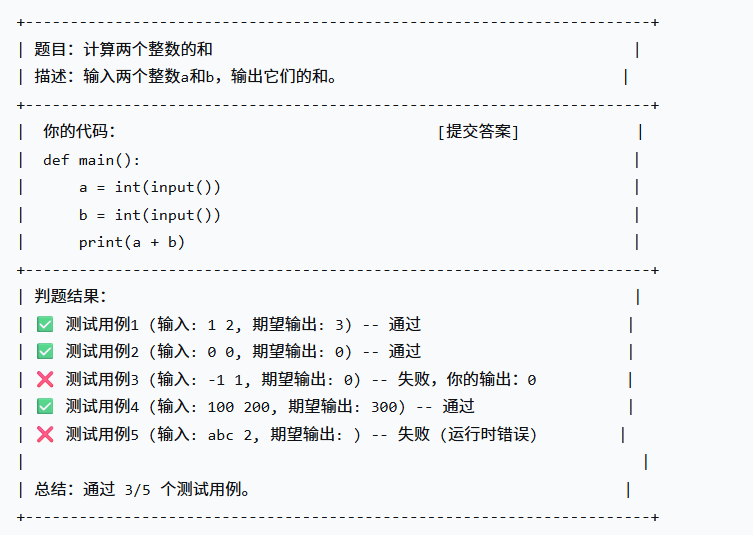 +----------------------------------------------------------------------+
| 题目: 计算两个整数的和 |
| 描述: 输入两个整数a和b, 输出它们的和。 |
+----------------------------------------------------------------------+
| 你的代码: [提交答案] |
| def main(): |
| a = int(input()) |
| b = int(input()) |
| print(a + b) |
+----------------------------------------------------------------------+
| 判题结果: |
| ✅ 测试用例1 (输入: 1 2, 期望输出: 3) -- 通过 |
| ✅ 测试用例2 (输入: 0 0, 期望输出: 0) -- 通过 |
| ❌ 测试用例3 (输入: -1 1, 期望输出: 0) -- 失败, 你的输出: 0 |
| ✅ 测试用例4 (输入: 100 200, 期望输出: 300) -- 通过 |
| ❌ 测试用例5 (输入: abc 2, 期望输出: ) -- 失败 (运行时错误) |
| |
| 总结: 通过 3/5 个测试用例。 |
+----------------------------------------------------------------------+